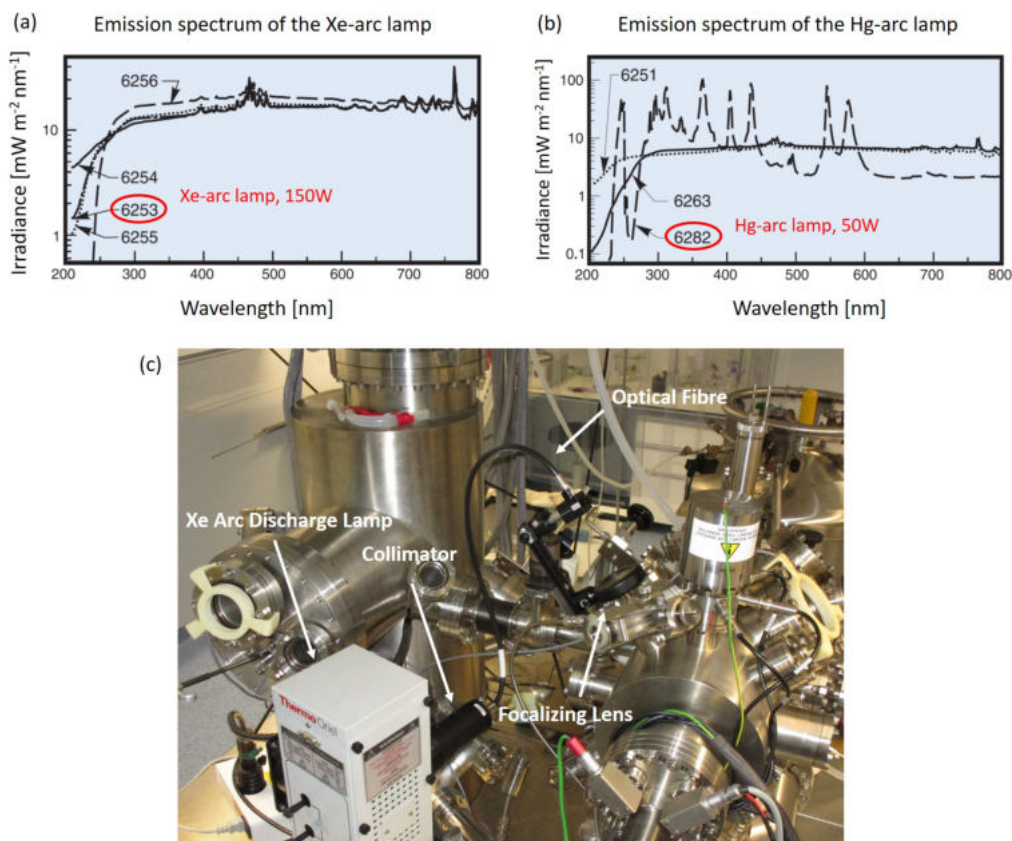 (a) Emission spectrum of the Xe-arc lamp
Irradiance [mW m⁻² nm⁻¹]
10
1
6256
6254
6253
6255
Xe-arc lamp, 150W
200 300 400 500 600 700 800
Wavelength [nm]
(b) Emission spectrum of the Hg-arc lamp
Irradiance [mW m⁻² nm⁻¹]
100
10
1
0.1
6251
6263
6282
Hg-arc lamp, 50W
200 300 400 500 600 700 800
Wavelength [nm]
(c)
Optical Fibre
Xe Arc Discharge Lamp
Collimator
Focalizing Lens
ThermoOriel